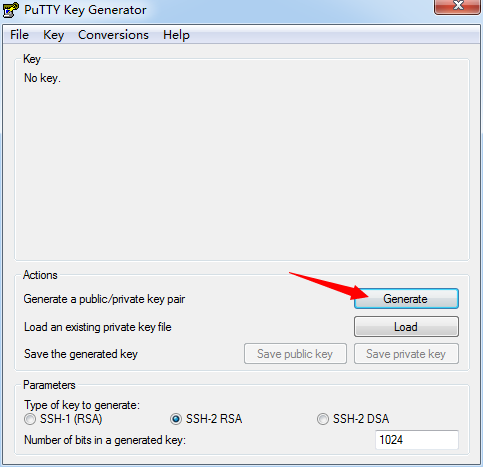 PuTTY Key Generator
File Key Conversions Help
Key
No key.
Actions
Generate a public/private key pair Generate
Load an existing private key file Load
Save the generated key Save public key Save private key
Parameters
Type of key to generate:
SSH-1 (RSA) SSH-2 RSA SSH-2 DSA
Number of bits in a generated key: 1024